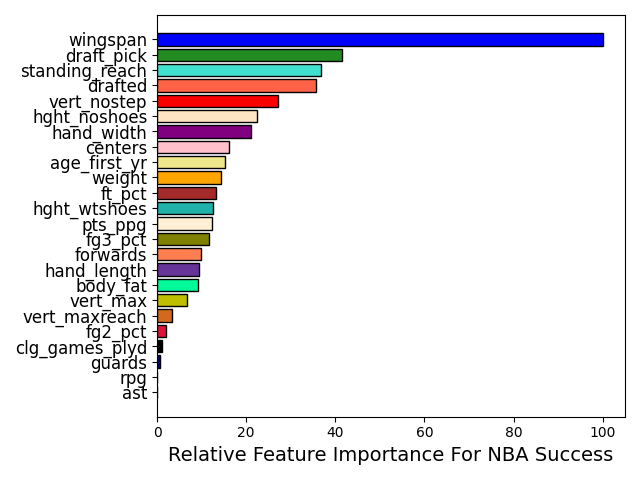 wingspan
draft_pick
standing_reach
drafted
vert_nostep
hght_noshoes
hand_width
centers
age_first_yr
weight
ft_pct
hght_wtshoes
pts_ppg
fg3_pct
forwards
hand_length
body_fat
vert_max
vert_maxreach
fg2_pct
clg_games_plyd
guards
rpg
ast
0 20 40 60 80 100
Relative Feature Importance For NBA Success